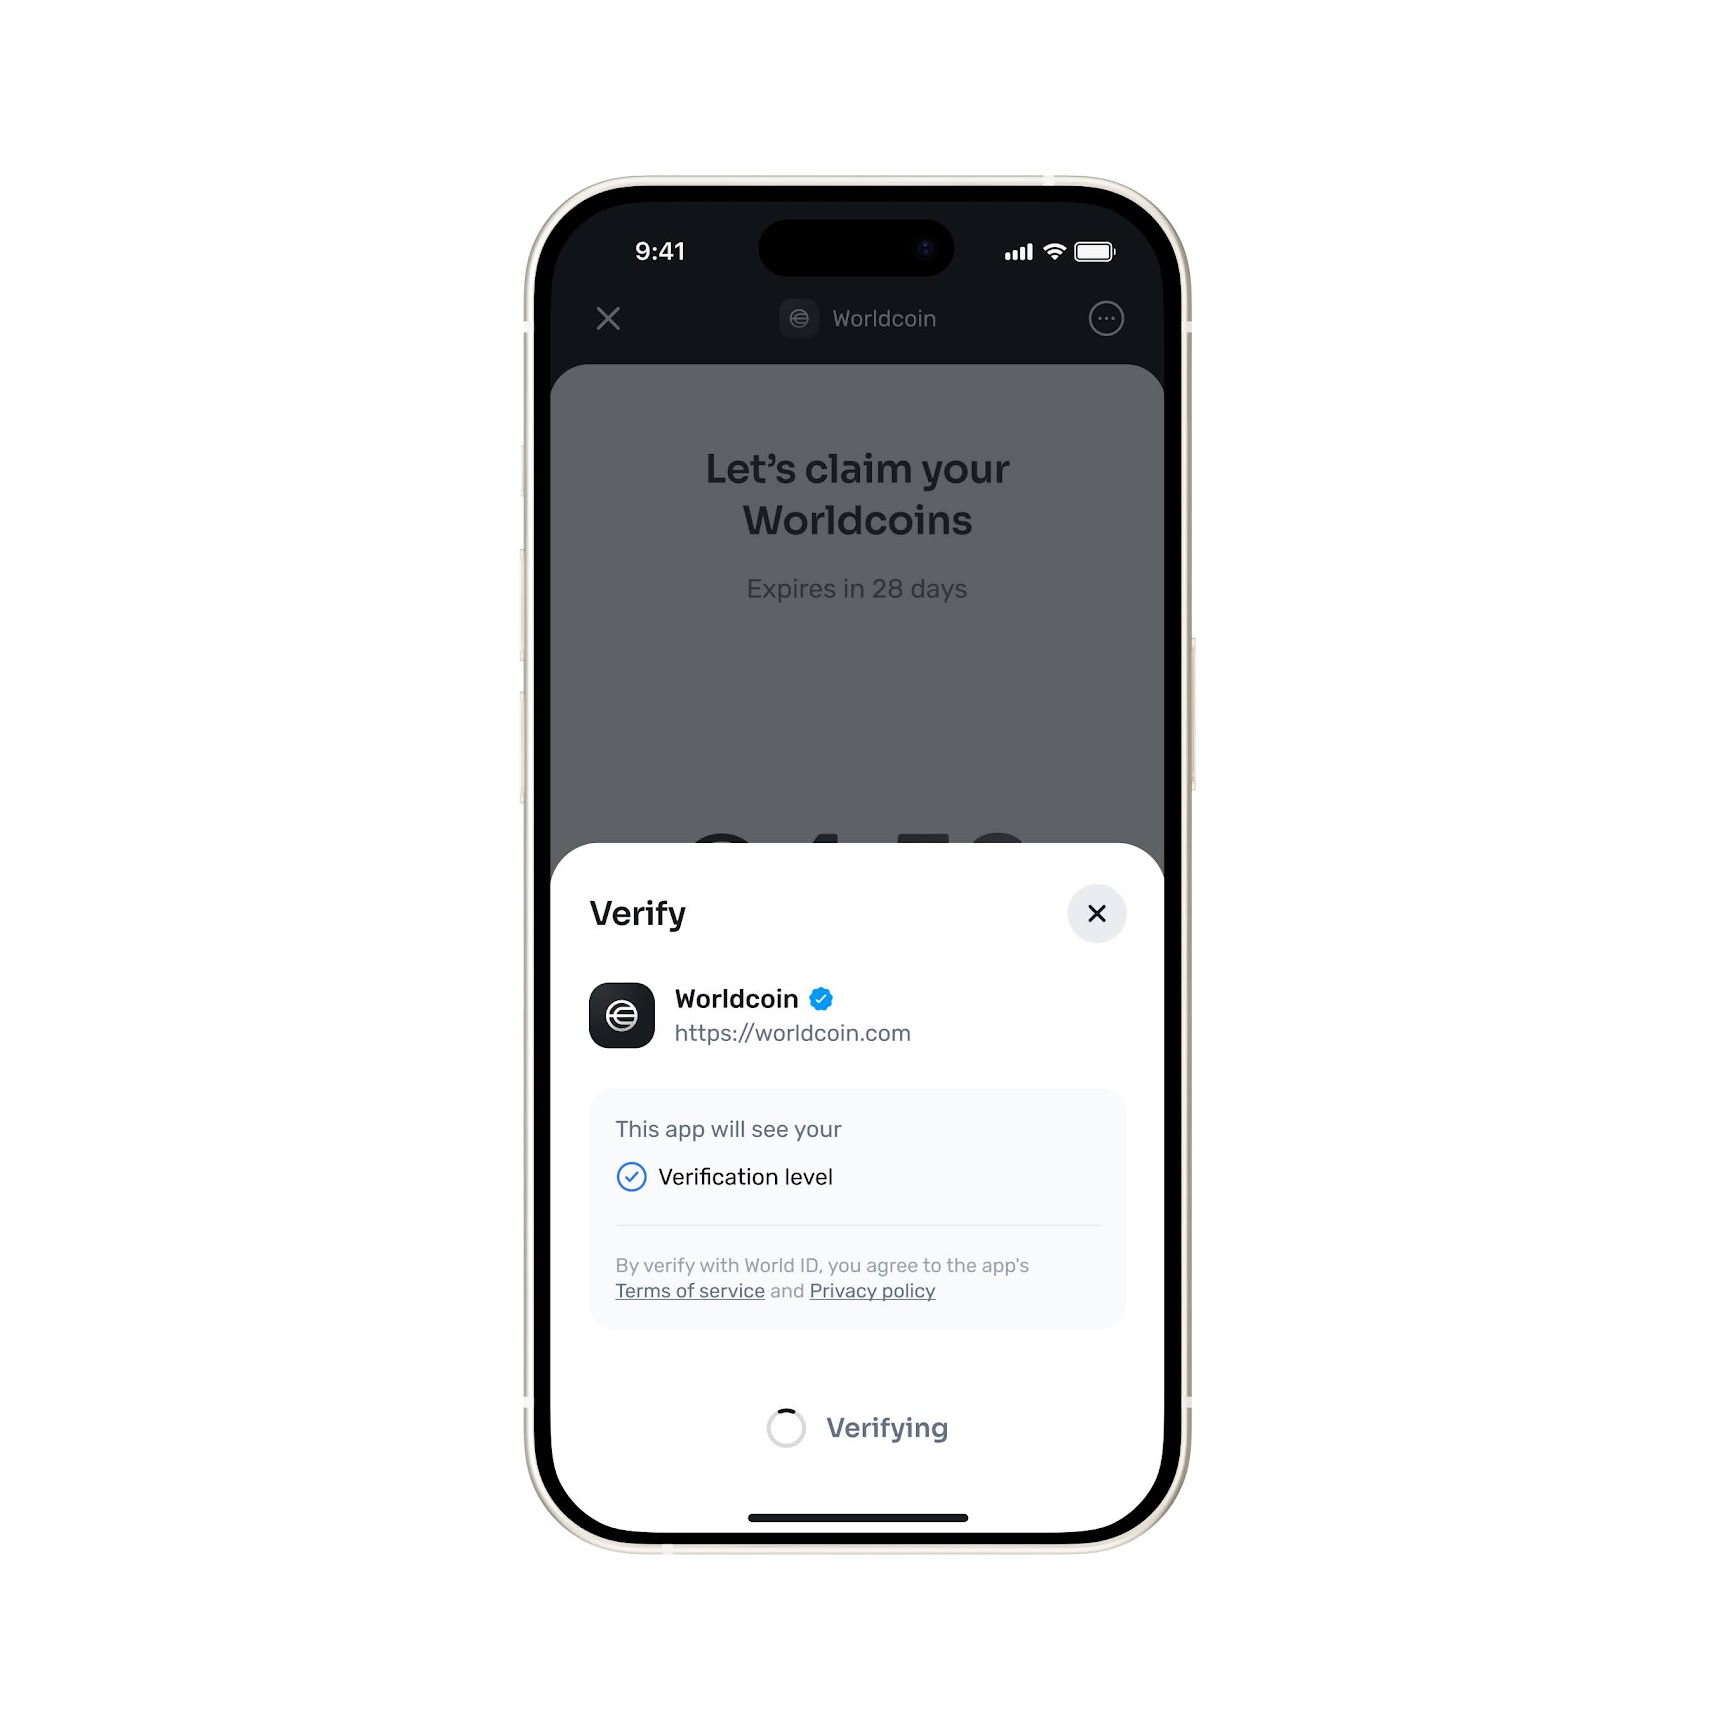 9:41
Worldcoin
Let’s claim your
Worldcoins
Expires in 28 days
Verify
Worldcoin
https://worldcoin.com
This app will see your
Verification level
By verify with World ID, you agree to the app's
Terms of service and Privacy policy
Verifying